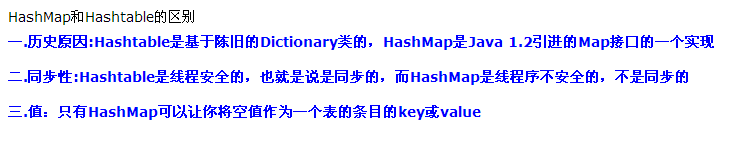 HashMap和Hashtable的区别
一.历史原因:Hashtable是基于陈旧的Dictionary类的，HashMap是Java 1.2引进的Map接口的一个实现
二.同步性:Hashtable是线程安全的，也就是说是同步的，而HashMap是线程序不安全的，不是同步的
三.值：只有HashMap可以让你将空值作为一个表的条目的key或value